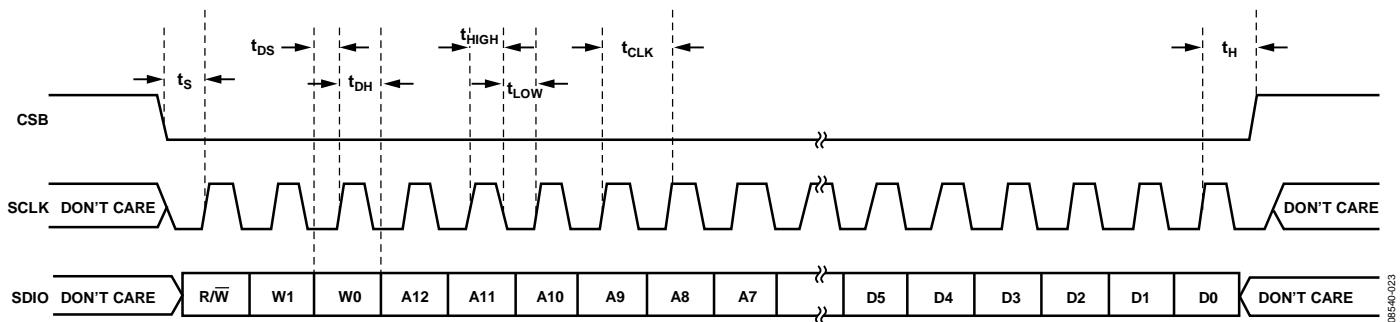 tDS
tHIGH
tCLK
tH
tS
tDH
tLOW
CSB
SCLK DON'T CARE
DON'T CARE
SDIO DON'T CARE R/W̅ W1 W0 A12 A11 A10 A9 A8 A7 D5 D4 D3 D2 D1 D0 DON'T CARE
08540-023